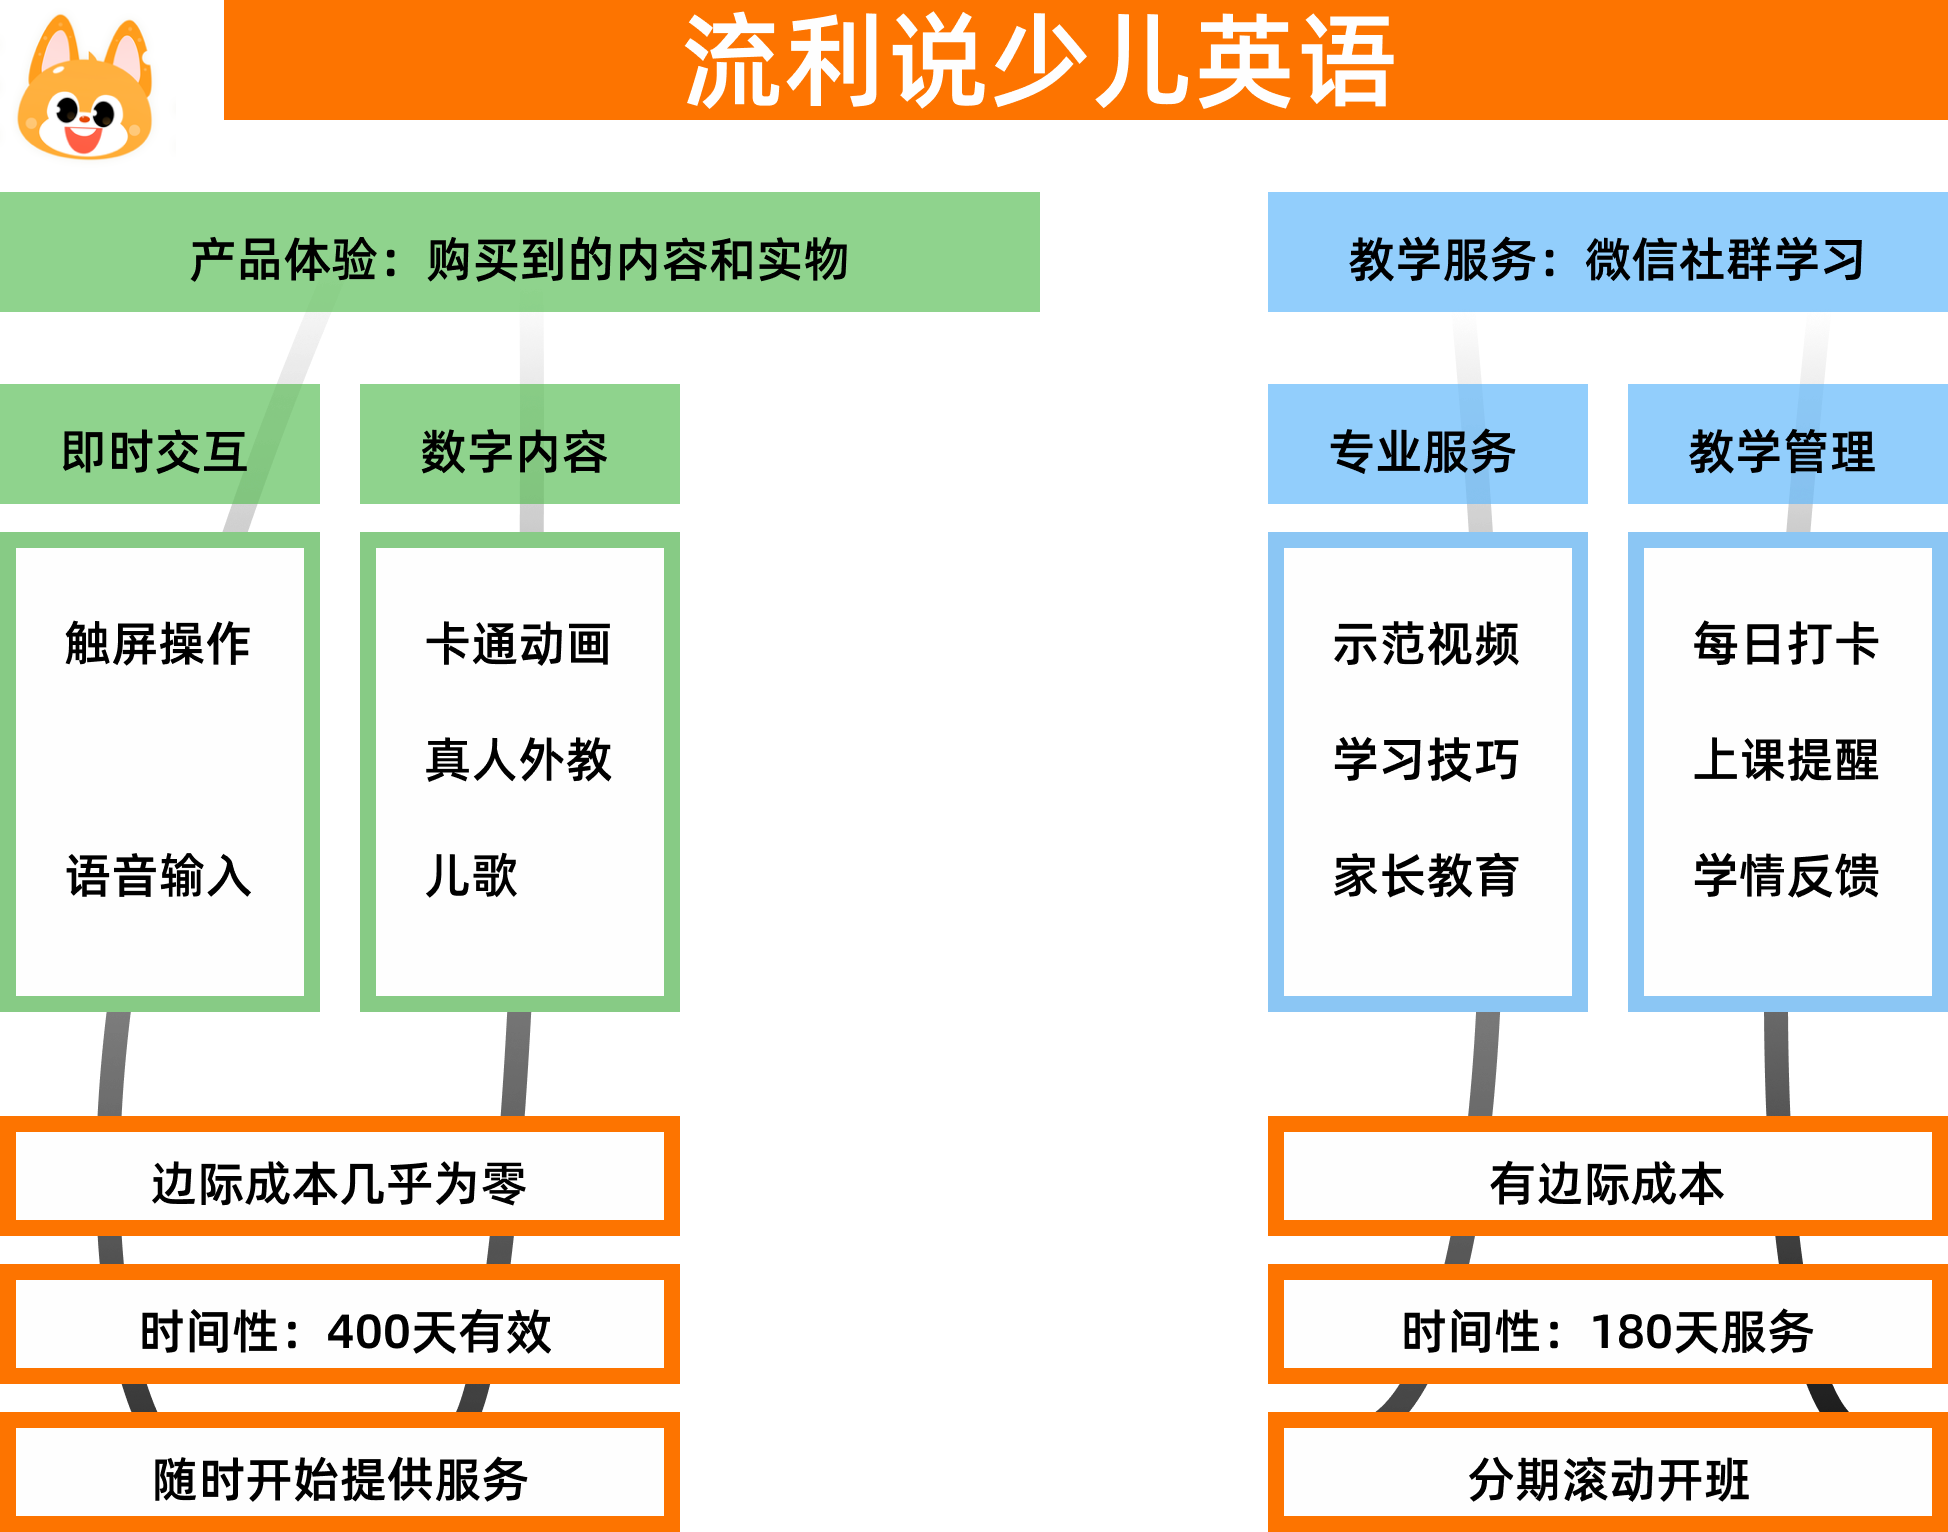 流利说少儿英语
产品体验：购买到的内容和实物
教学服务：微信社群学习
即时交互
数字内容
专业服务
教学管理
触屏操作
语音输入
卡通动画
真人外教
儿歌
示范视频
学习技巧
家长教育
每日打卡
上课提醒
学情反馈
边际成本几乎为零
时间性：400天有效
随时开始提供服务
有边际成本
时间性：180天服务
分期滚动开班